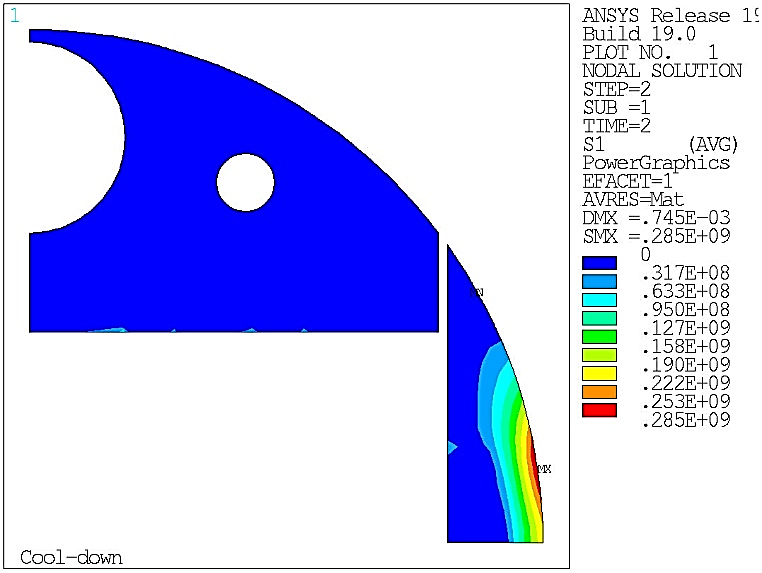 1
ANSYS Release 19
Build 19.0
PLOT NO. 1
NODAL SOLUTION
STEP=2
SUB =1
TIME=2
S1 (AVG)
PowerGraphics
EFACET=1
AVRES=Mat
DMX =.745E-03
SMX =.285E+09
0
.317E+08
.633E+08
.950E+08
.127E+09
.158E+09
.190E+09
.222E+09
.253E+09
.285E+09
MN
MX
Cool-down